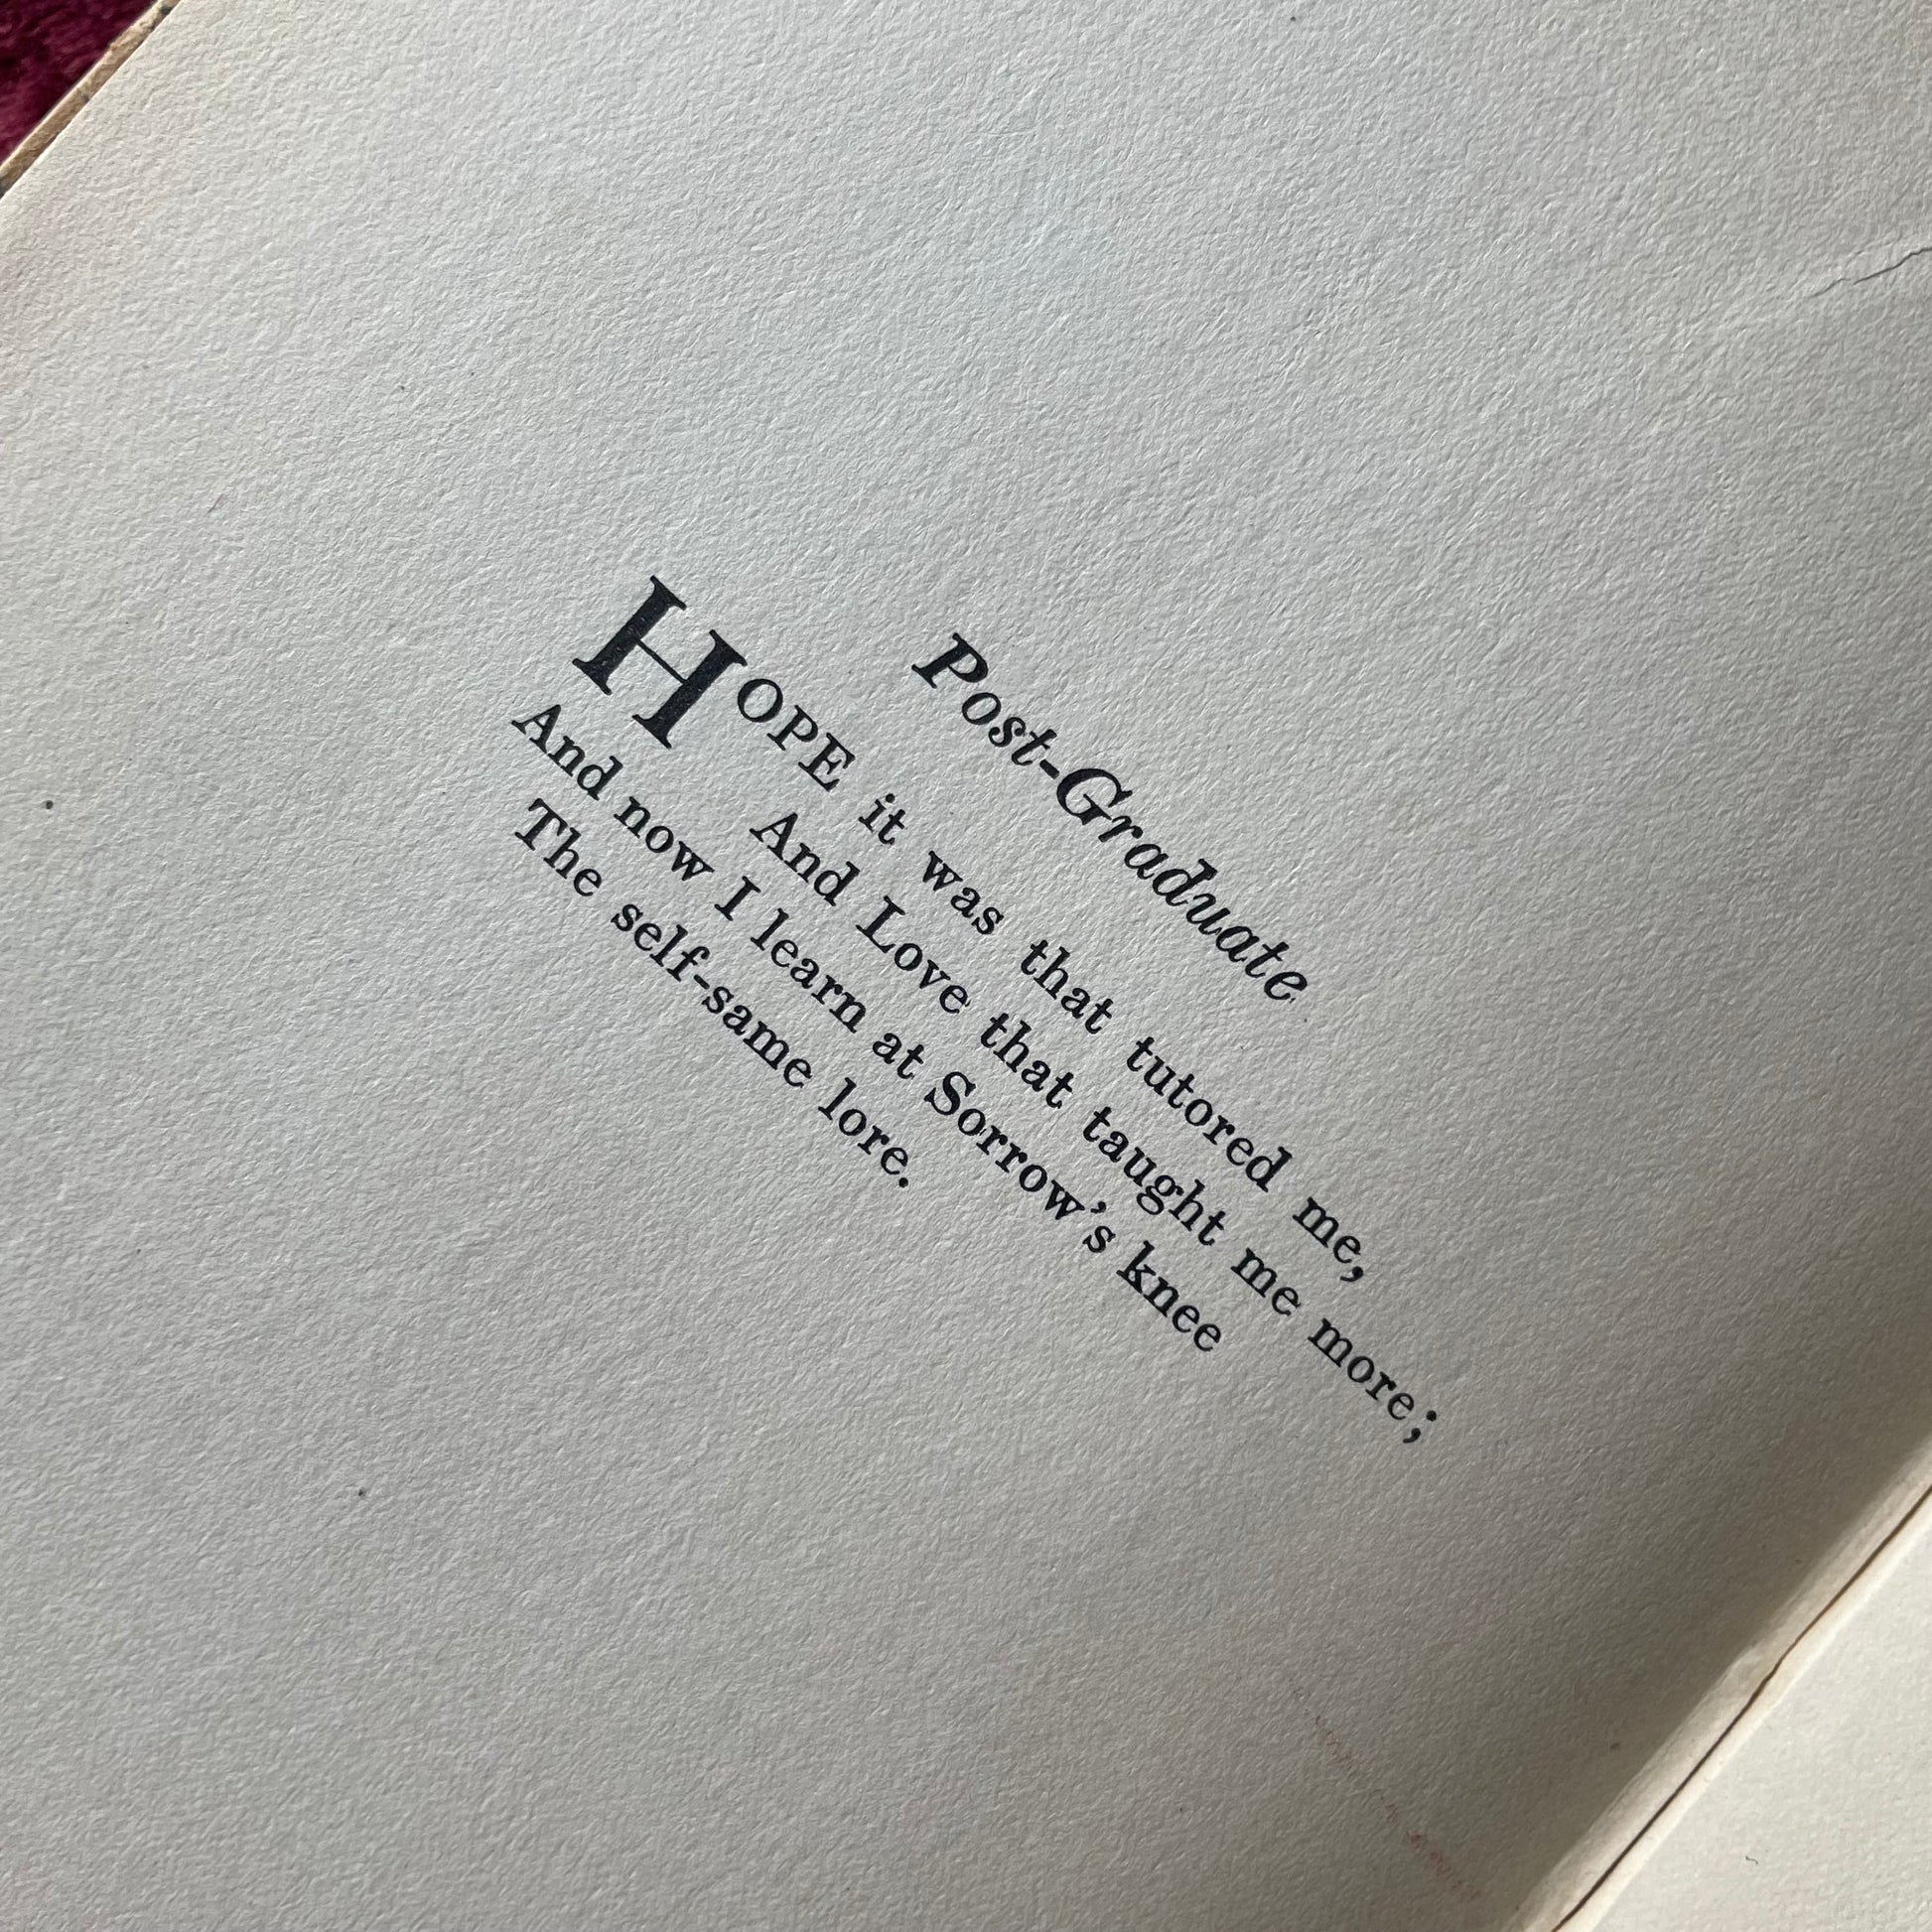 Post-Graduate
HOPE it was that tutored me,
And Love that taught me more;
And now I learn at Sorrow's knee
The self-same lore.